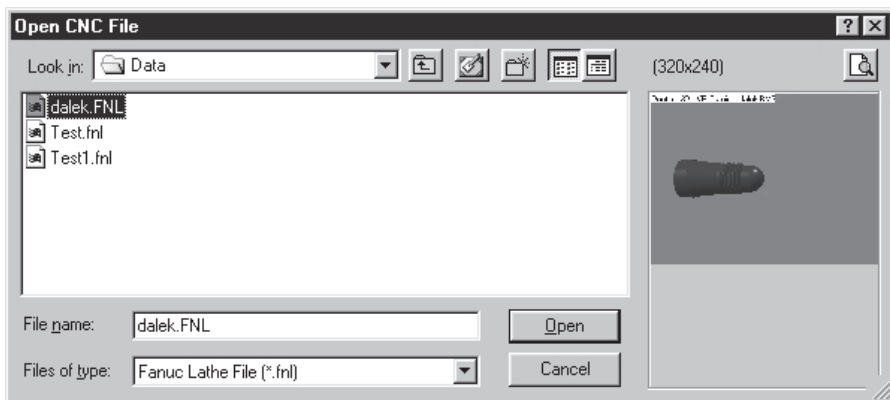 Open CNC File
Look in: Data
(320x240)
dalek.FNL
Test.fnl
Test1.fnl
File name: dalek.FNL
Open
Files of type: Fanuc Lathe File (*.fnl)
Cancel